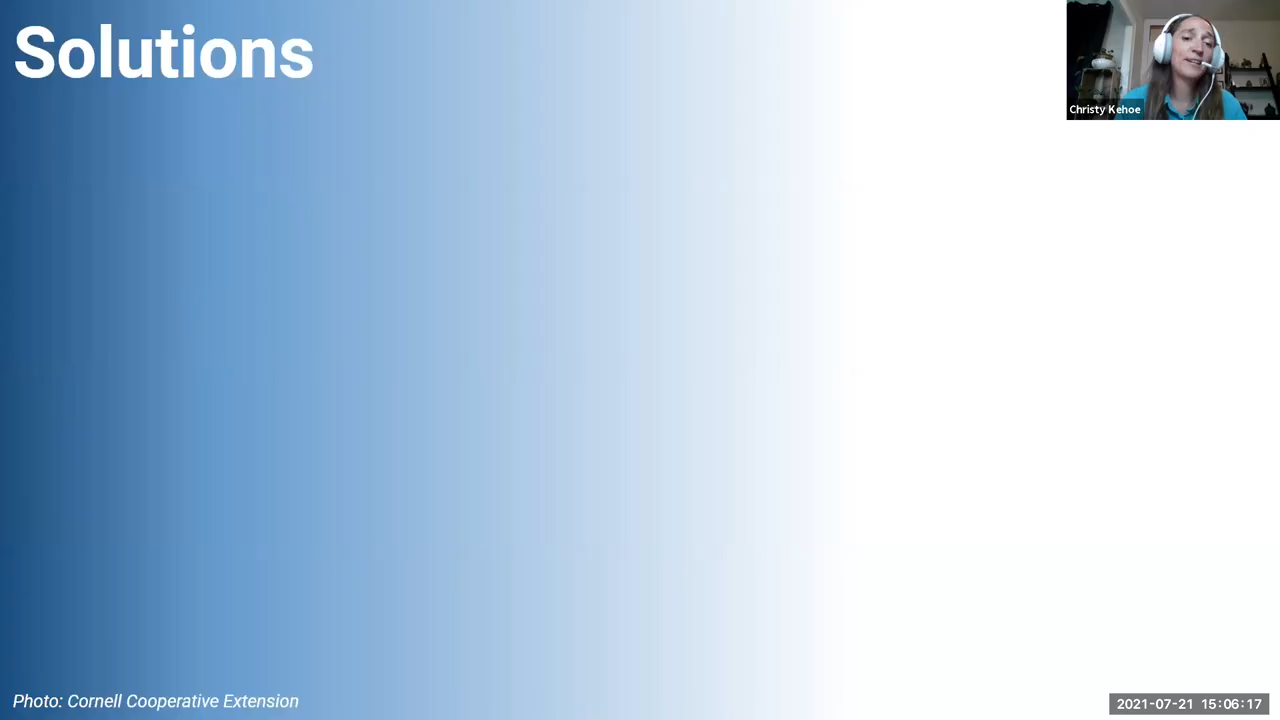 Solutions
Christy Kehoe
Photo: Cornell Cooperative Extension
2021-07-21 15:06:17